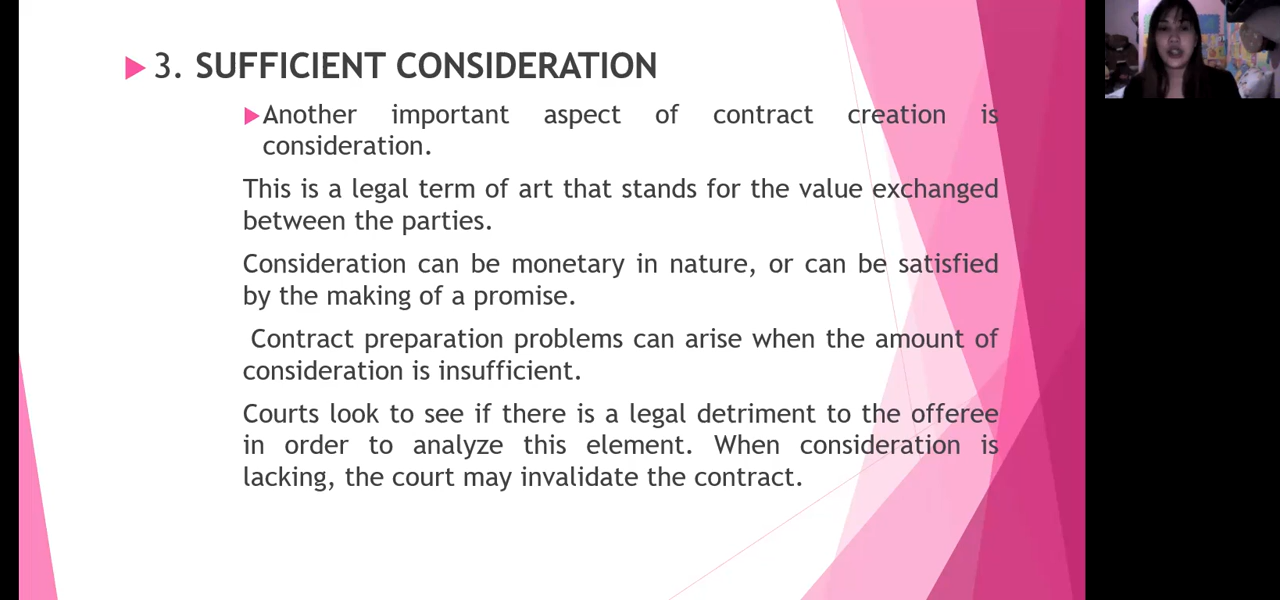 3. SUFFICIENT CONSIDERATION
Another important aspect of contract creation is
consideration.
This is a legal term of art that stands for the value exchanged
between the parties.
Consideration can be monetary in nature, or can be satisfied
by the making of a promise.
Contract preparation problems can arise when the amount of
consideration is insufficient.
Courts look to see if there is a legal detriment to the offeree
in order to analyze this element. When consideration is
lacking, the court may invalidate the contract.